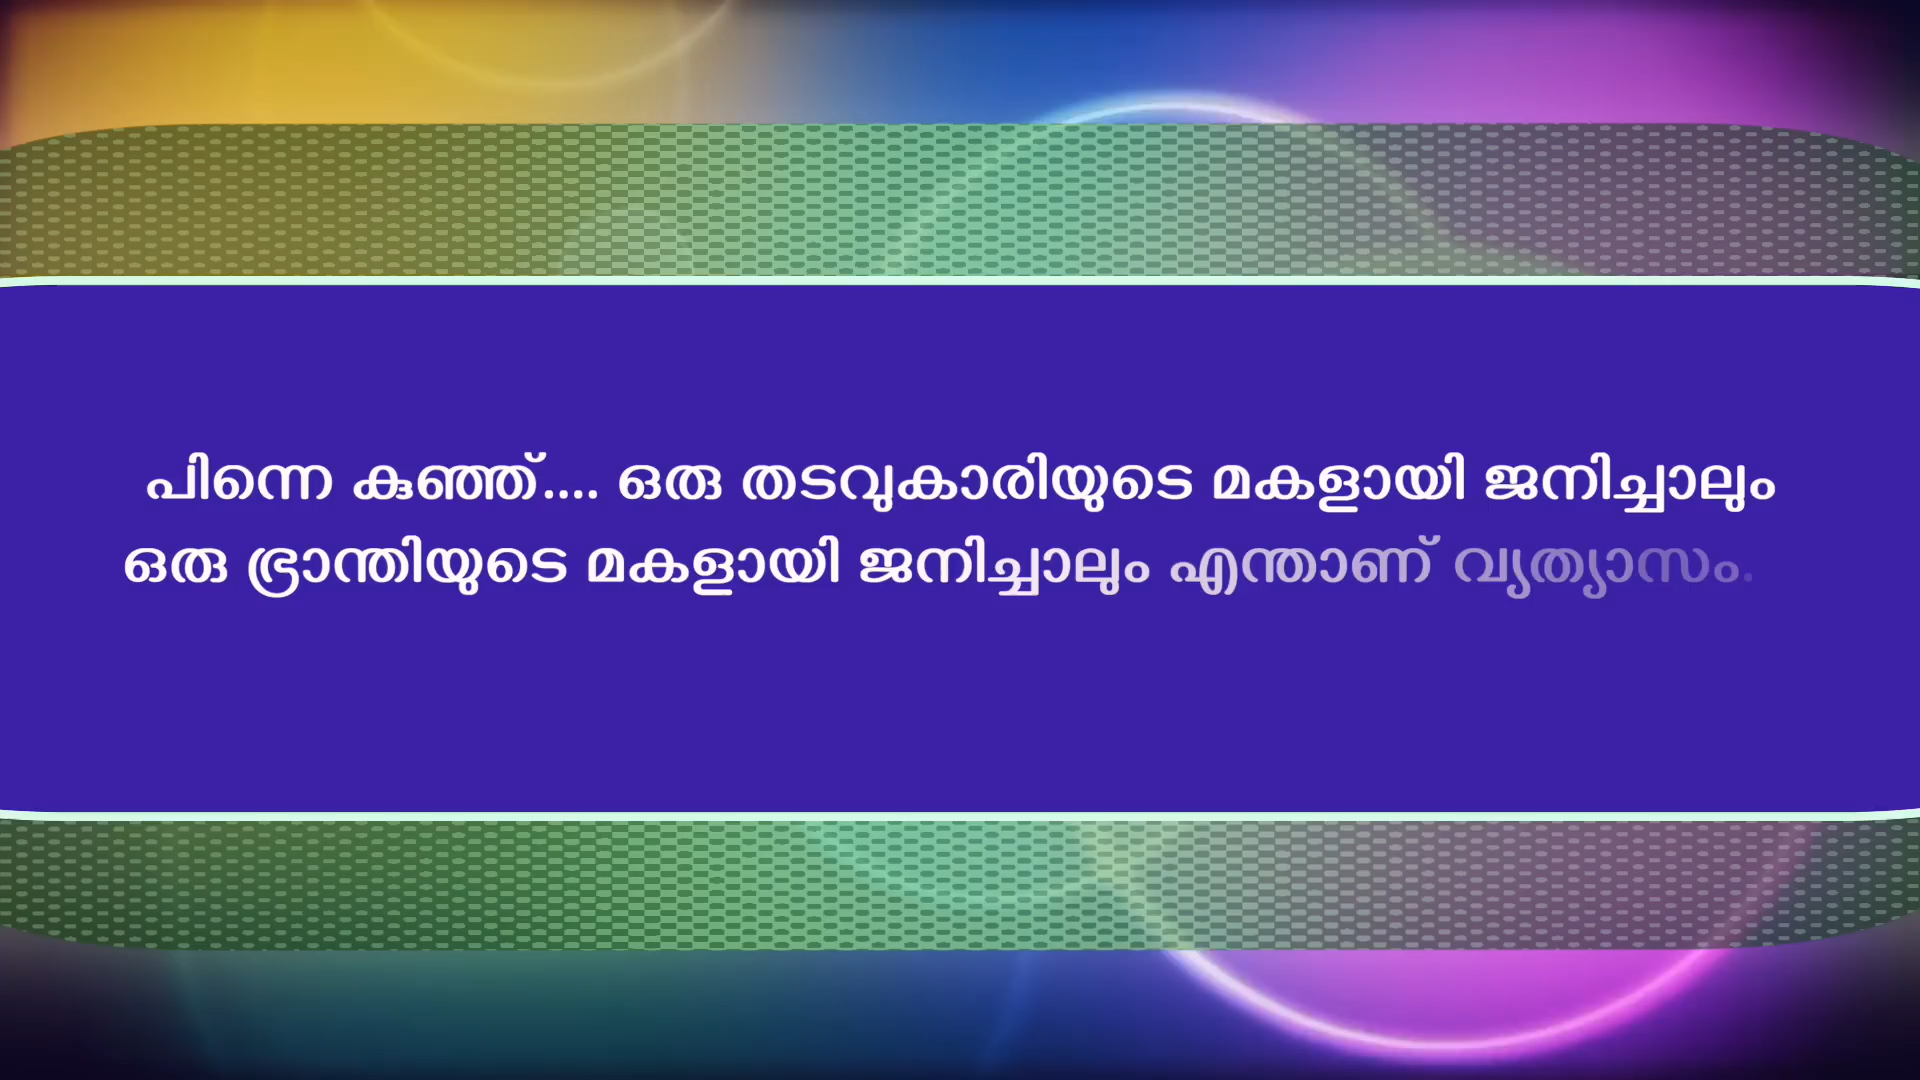 പിന്നെ കുഞ്ഞ്.... ഒരു തടവുകാരിയുടെ മകളായി ജനിച്ചാലും
ഒരു ഭ്രാന്തിയുടെ മകളായി ജനിച്ചാലും എന്താണ് വ്യത്യാസം.